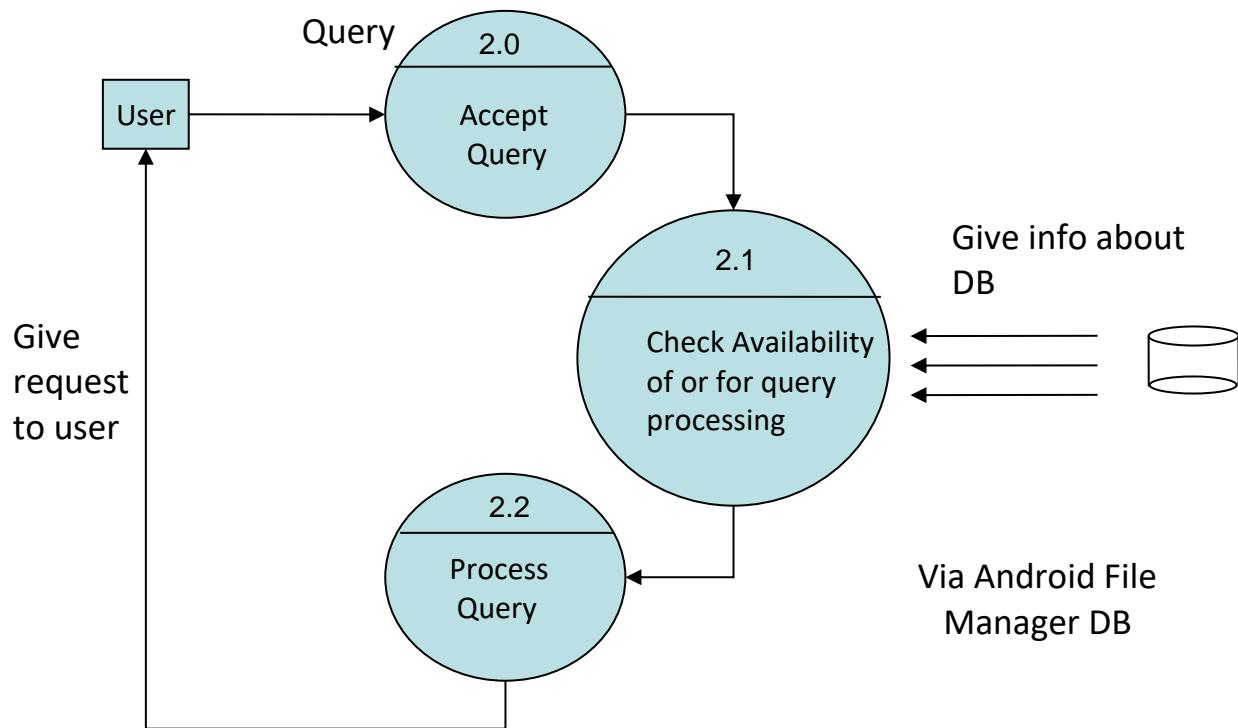 Query
2.0
User
Accept
Query
2.1
Give info about
DB
Check Availability
of or for query
processing
Give
request
to user
2.2
Process
Query
Via Android File
Manager DB